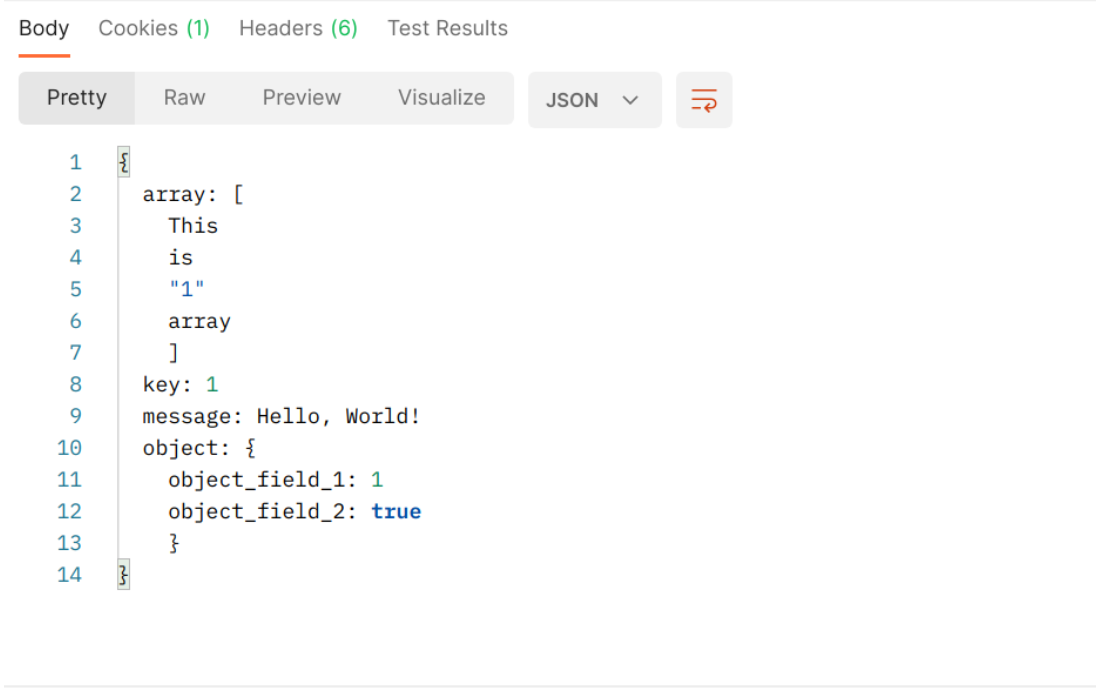 Body Cookies (1) Headers (6) Test Results
Pretty Raw Preview Visualize JSON
1 {
2 array: [
3 This
4 is
5 "1"
6 array
7 ]
8 key: 1
9 message: Hello, World!
10 object: {
11 object_field_1: 1
12 object_field_2: true
13 }
14 }